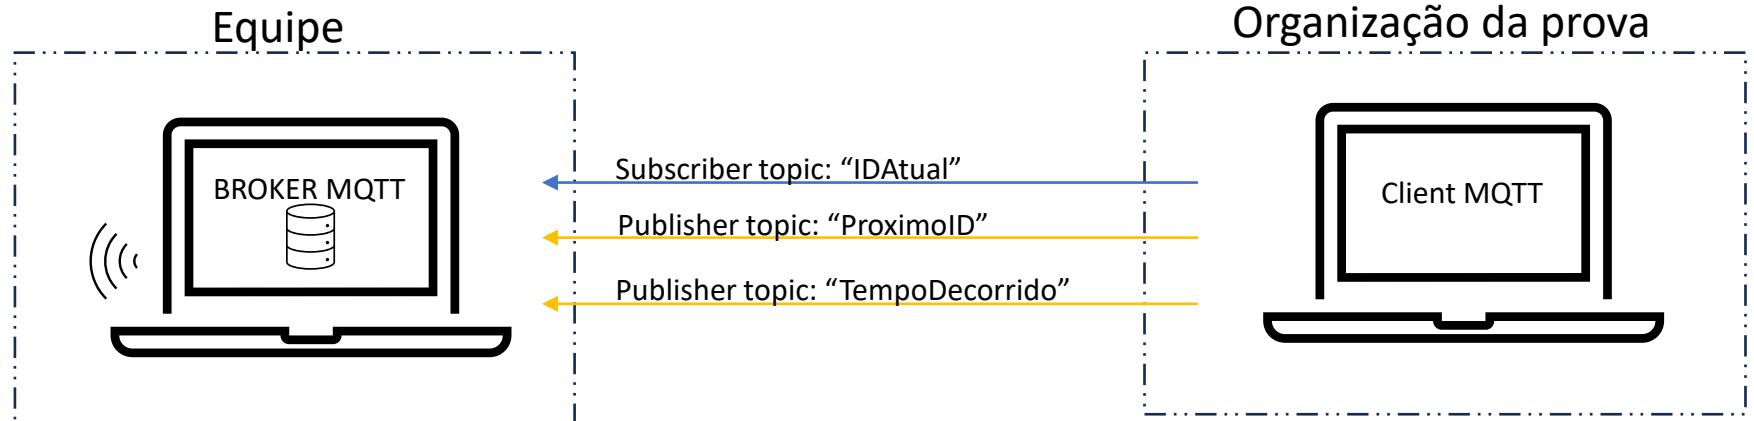 Equipe
Organização da prova
BROKER MQTT
Subscriber topic: “IDAtual”
Publisher topic: “ProximoID”
Publisher topic: “TempoDecorrido”
Client MQTT